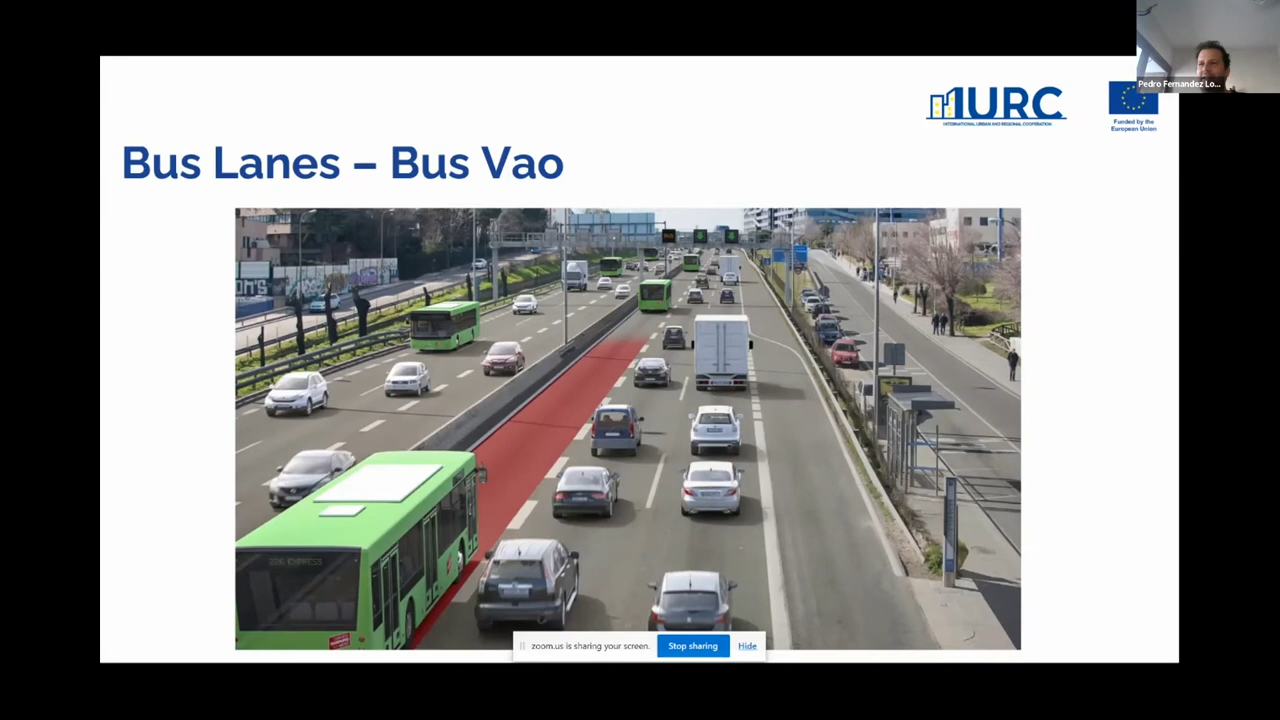 Pedro Fernandez Lo...
IURC
INTERNATIONAL URBAN AND REGIONAL COOPERATION
Funded by the
European Union
Bus Lanes – Bus Vao
EXPRESS
zoom.us is sharing your screen.
Stop sharing
Hide